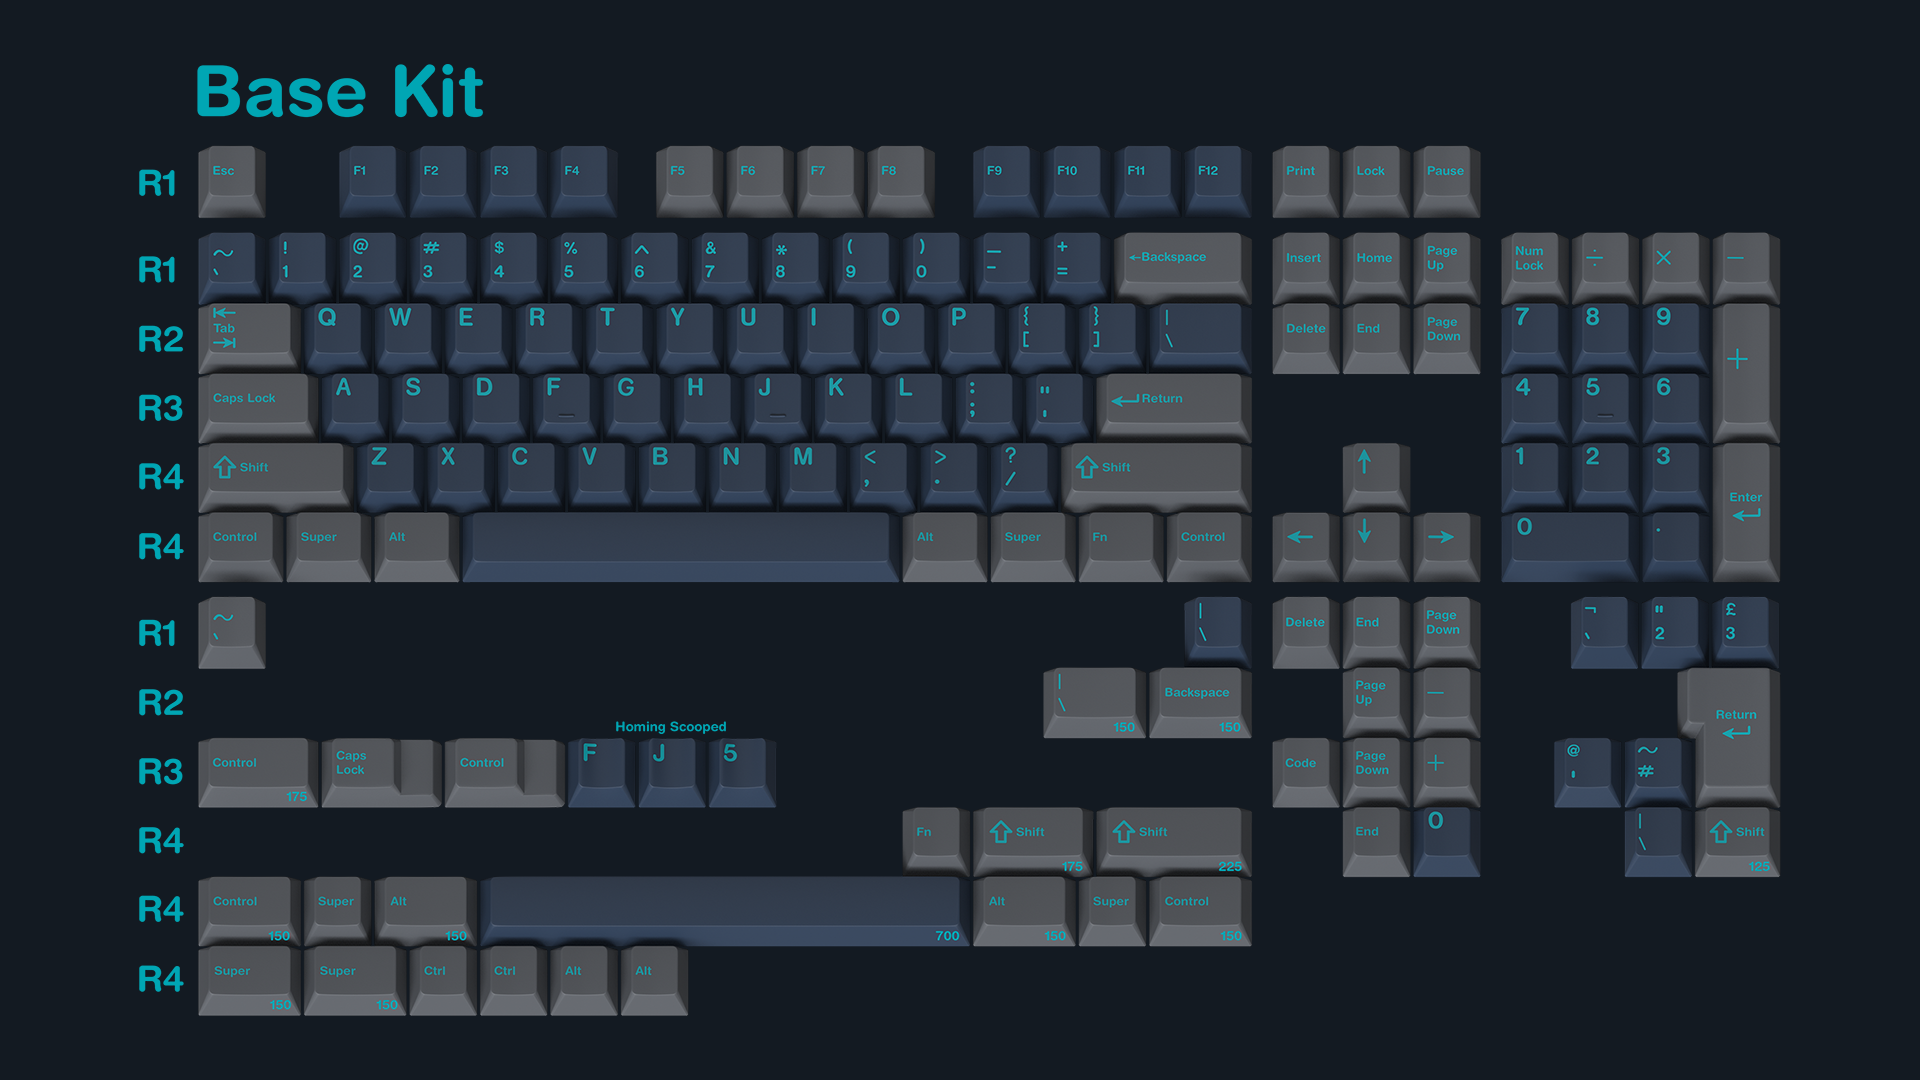 Base Kit
R1 Esc F1 F2 F3 F4 F5 F6 F7 F8 F9 F10 F11 F12 Print Lock Pause
~ ! @ # $ % ^ & * ( ) — +
R1 ` 1 2 3 4 5 6 7 8 9 0 - = ←Backspace Insert Home Page Up Num Lock ÷ × −
R2 ⇤ Tab ⇥ Q W E R T Y U I O P { [ } ] | \ Delete End Page Down 7 8 9 +
R3 Caps Lock A S D F _ G H J _ K L : ; " ' ↵ Return 4 5 _ 6
R4 ⇧ Shift Z X C V B N M < , > . ? / ⇧ Shift ↑ 1 2 3 Enter ↵
R4 Control Super Alt Alt Super Fn Control ← ↓ → 0 .
R1 ~ ` | \ Delete End Page Down ¬ ` " 2 £ 3
R2 | \ 150 Backspace 150 Page Up − Return ↵
Homing Scooped
R3 Control 175 Caps Lock Control F J 5 Code Page Down + @ ' ~ #
R4 Fn ⇧ Shift 175 ⇧ Shift 225 End 0 | \ ⇧ Shift 125
R4 Control 150 Super Alt 150 700 Alt 150 Super Control 150
R4 Super 150 Super 150 Ctrl Ctrl Alt Alt